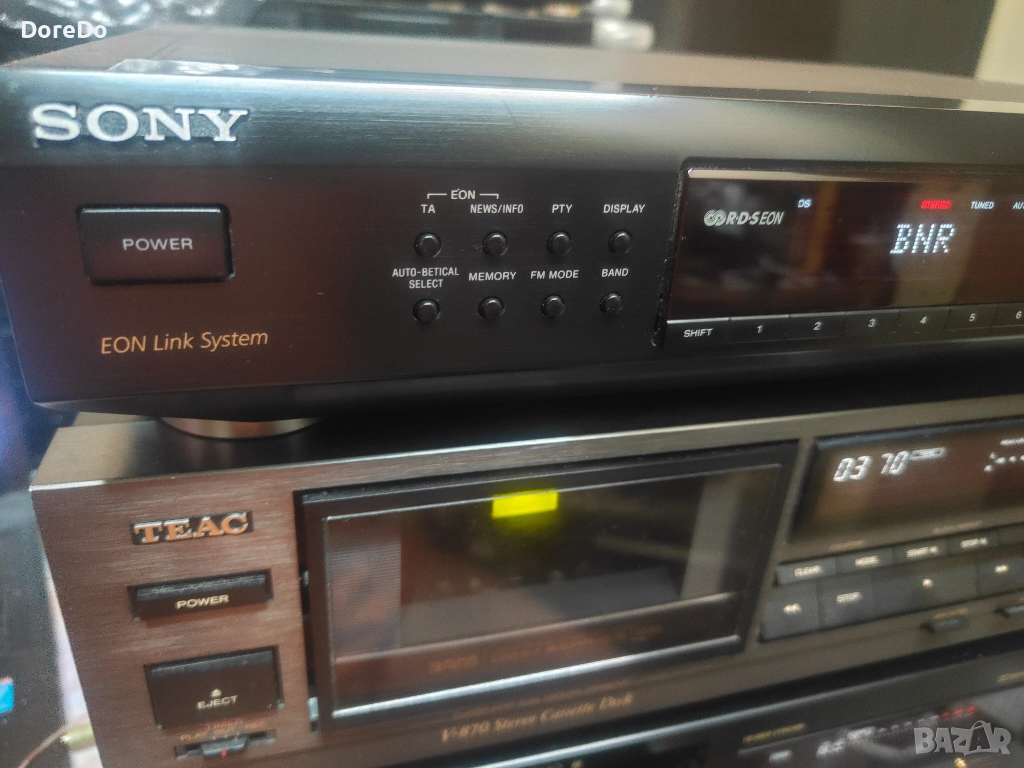 DoreDo
SONY
EON
TA NEWS/INFO PTY DISPLAY
POWER
AUTO-BETICAL SELECT MEMORY FM MODE BAND
EON Link System
R·D·S EON
STEREO TUNED
BNR
SHIFT 1 2 3 4 5 6
TEAC
POWER
EJECT
03 70
CLEAR MODE
STOP
V-870 Stereo Cassette Deck
BAZAR